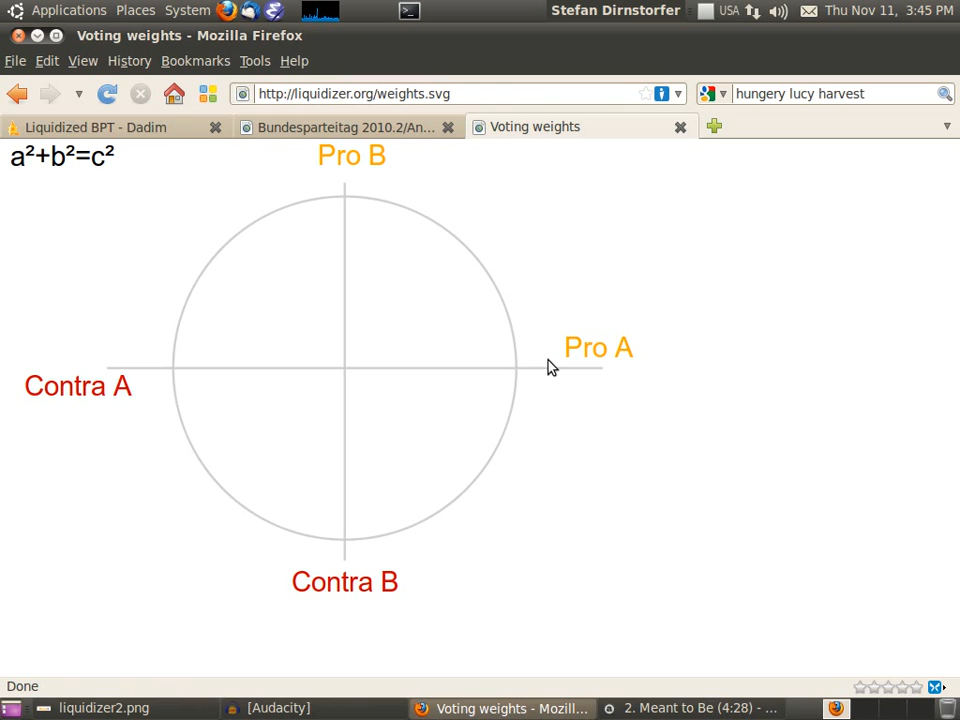 Applications Places System Stefan Dirnstorfer USA Thu Nov 11, 3:45 PM
Voting weights - Mozilla Firefox
File Edit View History Bookmarks Tools Help
http://liquidizer.org/weights.svg hungery lucy harvest
Liquidized BPT - Dadim Bundesparteitag 2010.2/An... Voting weights
a²+b²=c² Pro B
Pro A
Contra A
Contra B
Done
liquidizer2.png [Audacity] Voting weights - Mozill... 2. Meant to Be (4:28) - ...